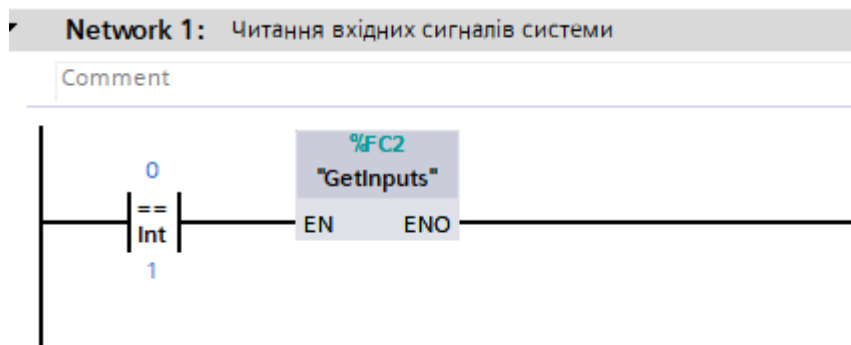 Network 1: Читання вхідних сигналів системи
Comment
%FC2
"GetInputs"
0
==
Int
1
EN ENO